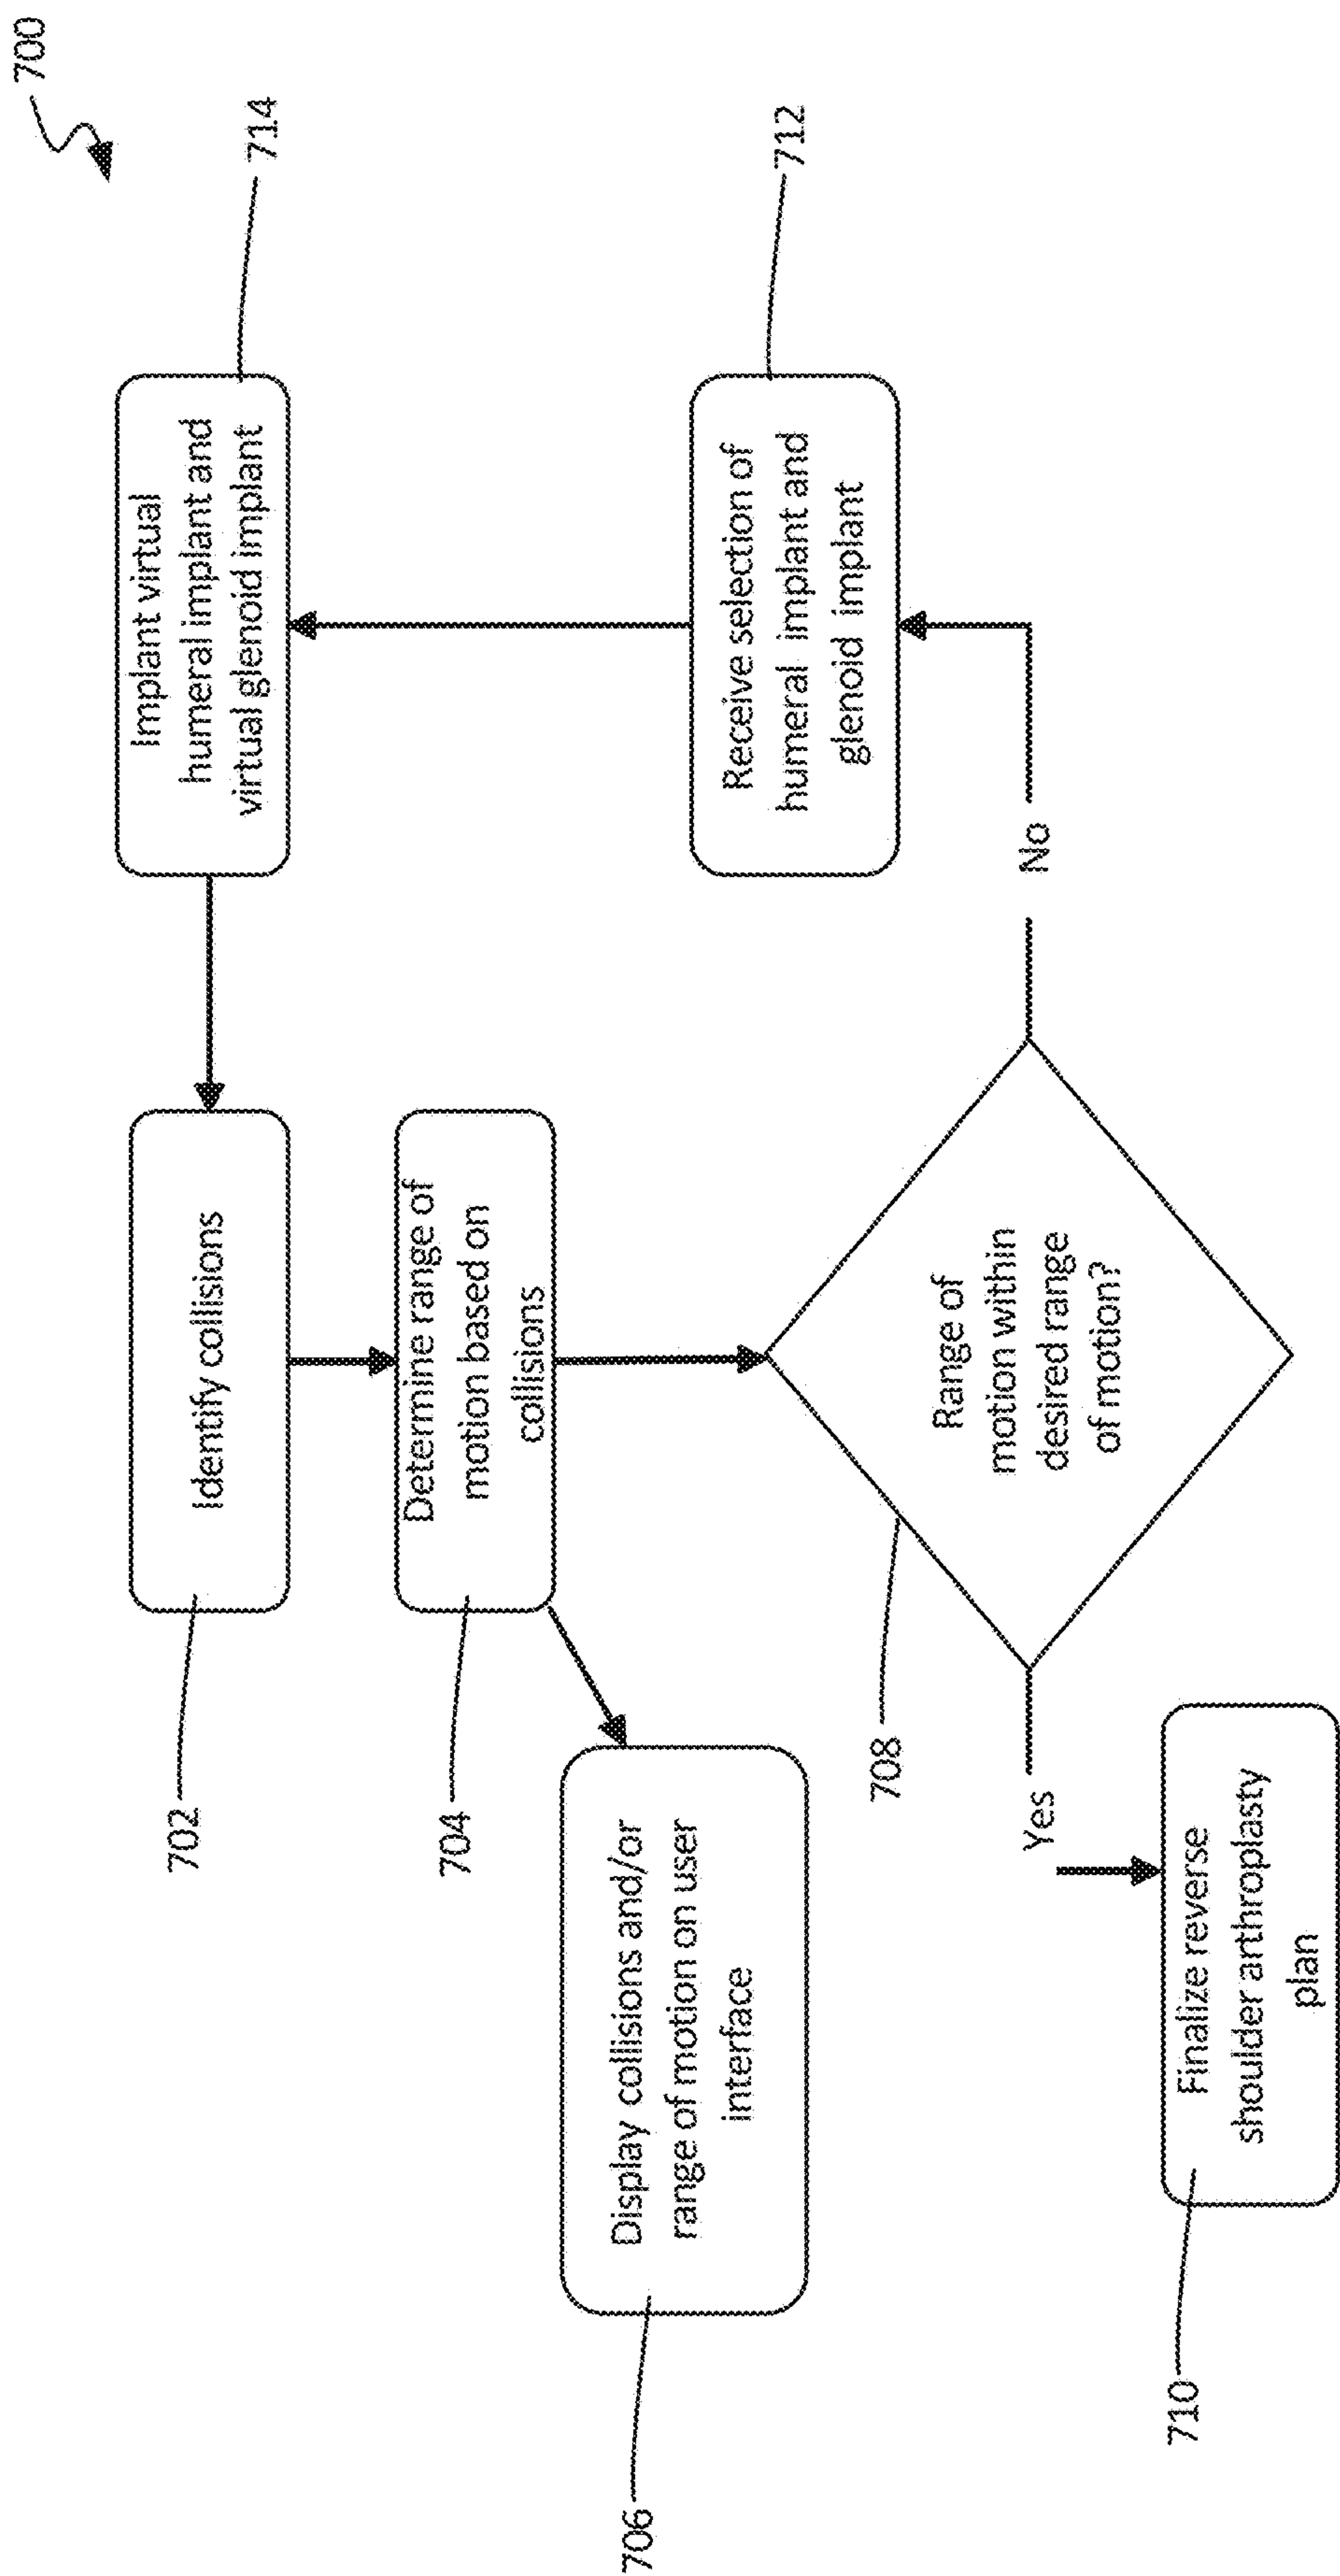 700
702
Identify collisions
Implant virtual
humeral implant and
virtual glenoid implant
714
704
Determine range of
motion based on
collisions
706
Display collisions and/or
range of motion on user
interface
Receive selection of
humeral implant and
glenoid implant
712
708
Range of
motion within
desired range
of motion?
Yes
No
710
Finalize reverse
shoulder arthroplasty
plan